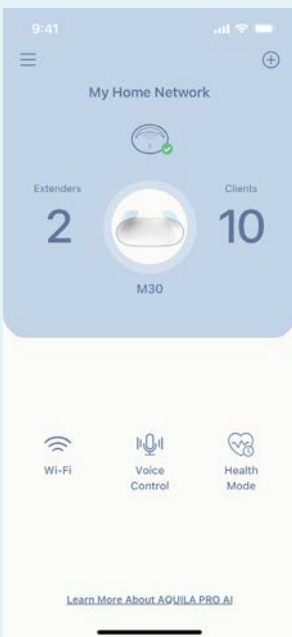 9:41
My Home Network
Extenders
Clients
2
10
M30
Wi-Fi
Voice
Control
Health
Mode
Learn More About AQUILA PRO AI